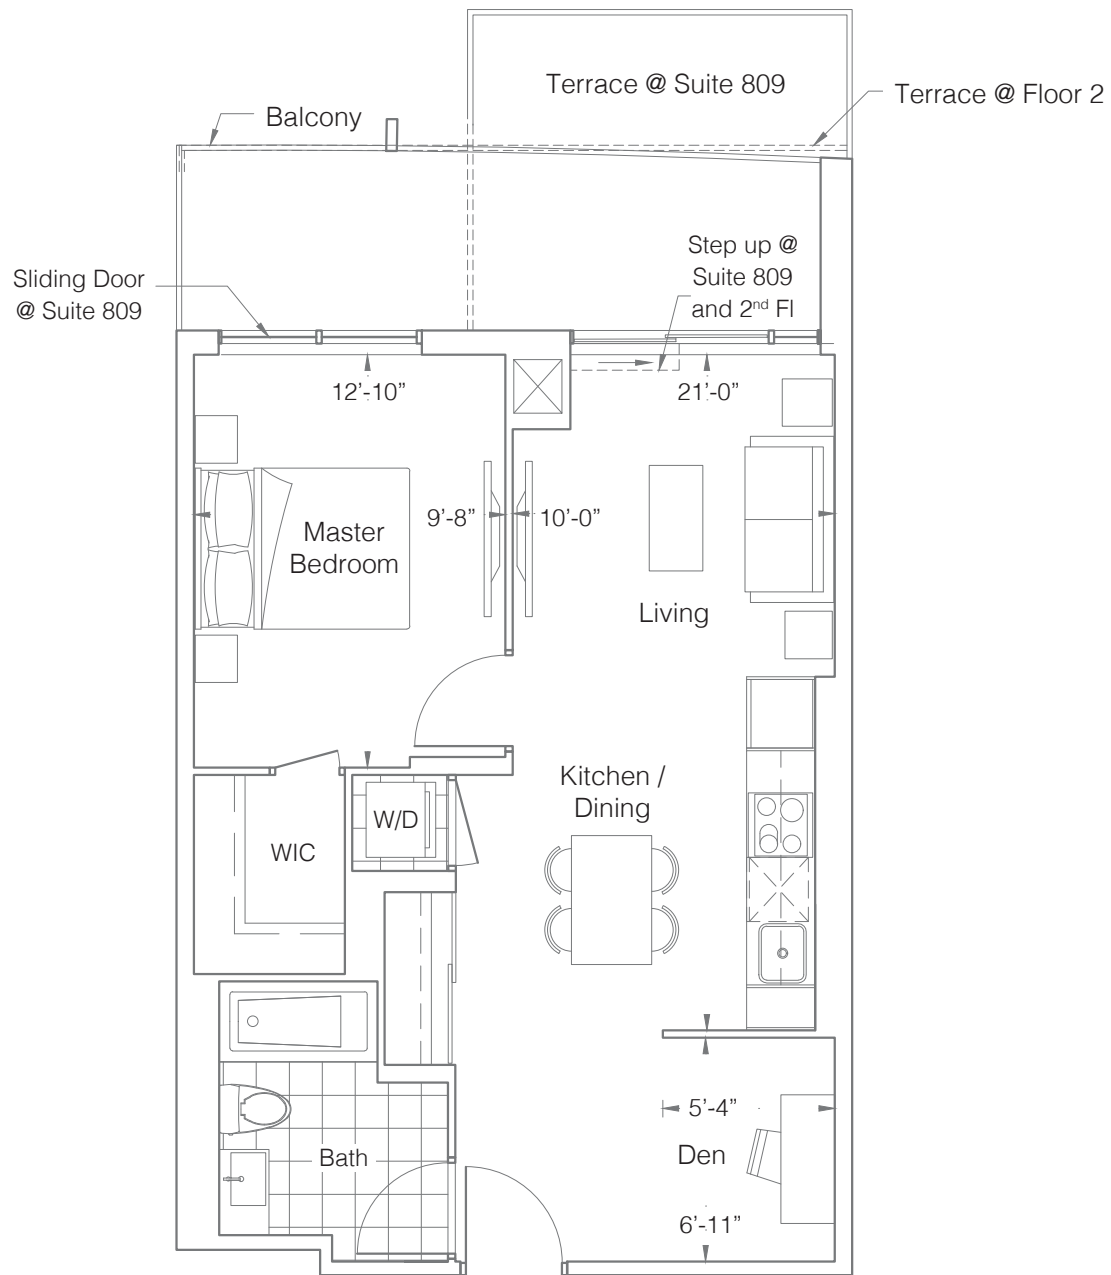 Terrace @ Suite 809
Terrace @ Floor 2
Balcony
Step up @
Suite 809
and 2nd Fl
Sliding Door
@ Suite 809
12'-10”
21'-0”
9'-8”
10'-0”
Master
Bedroom
Living
Kitchen /
Dining
W/D
WIC
5'-4”
Bath
Den
6'-11”